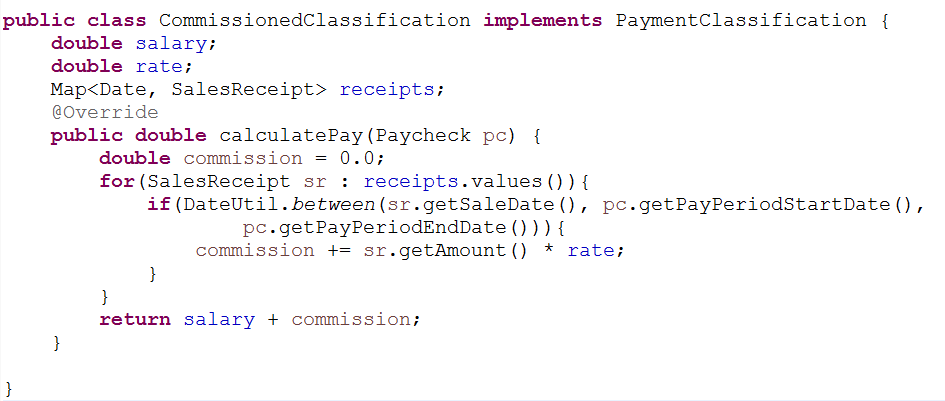 public class CommissionedClassification implements PaymentClassification {
    double salary;
    double rate;
    Map<Date, SalesReceipt> receipts;
    @Override
    public double calculatePay(Paycheck pc) {
        double commission = 0.0;
        for(SalesReceipt sr : receipts.values()){
            if(DateUtil.between(sr.getSaleDate(), pc.getPayPeriodStartDate(),
                    pc.getPayPeriodEndDate())){
                commission += sr.getAmount() * rate;
            }
        }
        return salary + commission;
    }

}